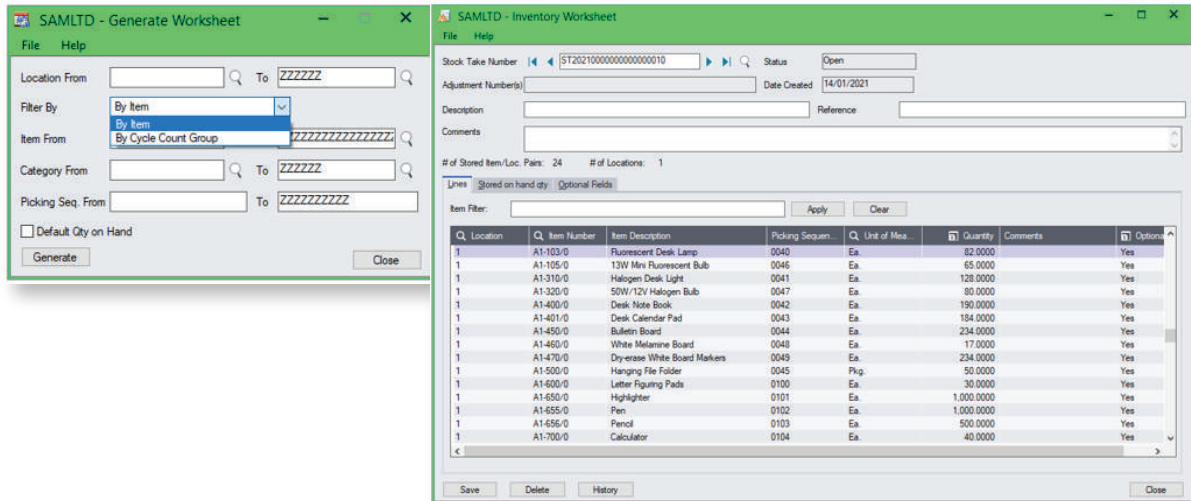 SAMLTD - Generate Worksheet
File Help
Location From To ZZZZZZ
Filter By By Item
By Item
By Cycle Count Group
Item From ZZZZZZZZZZZZZZZ
Category From To ZZZZZZ
Picking Seq. From To ZZZZZZZZZZ
Default Qty on Hand
Generate Close
SAMLTD - Inventory Worksheet
File Help
Stock Take Number Status Open
Adjustment Number(s) Date Created 14/01/2021
Description Reference
Comments
# of Stored Item/Loc. Pairs: 24 # of Locations: 1
Lines Stored on hand qty Optional Fields
Item Filter: Apply Clear
Location Item Number Item Description Picking Sequen... Unit of Mea... Quantity Comments Optiona
1 A1-103/0 Fluorescent Desk Lamp 0040 Ea. 82.0000 Yes
1 A1-105/0 13W Mini Fluorescent Bulb 0046 Ea. 65.0000 Yes
1 A1-310/0 Halogen Desk Light 0041 Ea. 128.0000 Yes
1 A1-320/0 50W/12V Halogen Bulb 0047 Ea. 80.0000 Yes
1 A1-400/0 Desk Note Book 0042 Ea. 190.0000 Yes
1 A1-401/0 Desk Calendar Pad 0043 Ea. 184.0000 Yes
1 A1-450/0 Bulletin Board 0044 Ea. 234.0000 Yes
1 A1-460/0 White Melamine Board 0048 Ea. 17.0000 Yes
1 A1-470/0 Dry-erase White Board Markers 0049 Ea. 234.0000 Yes
1 A1-500/0 Hanging File Folder 0045 Pkg. 50.0000 Yes
1 A1-600/0 Letter Figuring Pads 0100 Ea. 30.0000 Yes
1 A1-650/0 Highlighter 0101 Ea. 1,000.0000 Yes
1 A1-655/0 Pen 0102 Ea. 1,000.0000 Yes
1 A1-656/0 Pencil 0103 Ea. 500.0000 Yes
1 A1-700/0 Calculator 0104 Ea. 40.0000 Yes
Save Delete History Close